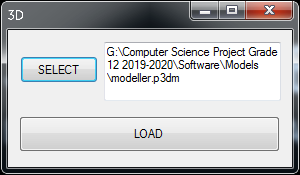 3D
SELECT
G:\Computer Science Project Grade
12 2019-2020\Software\Models
\modeller.p3dm
LOAD